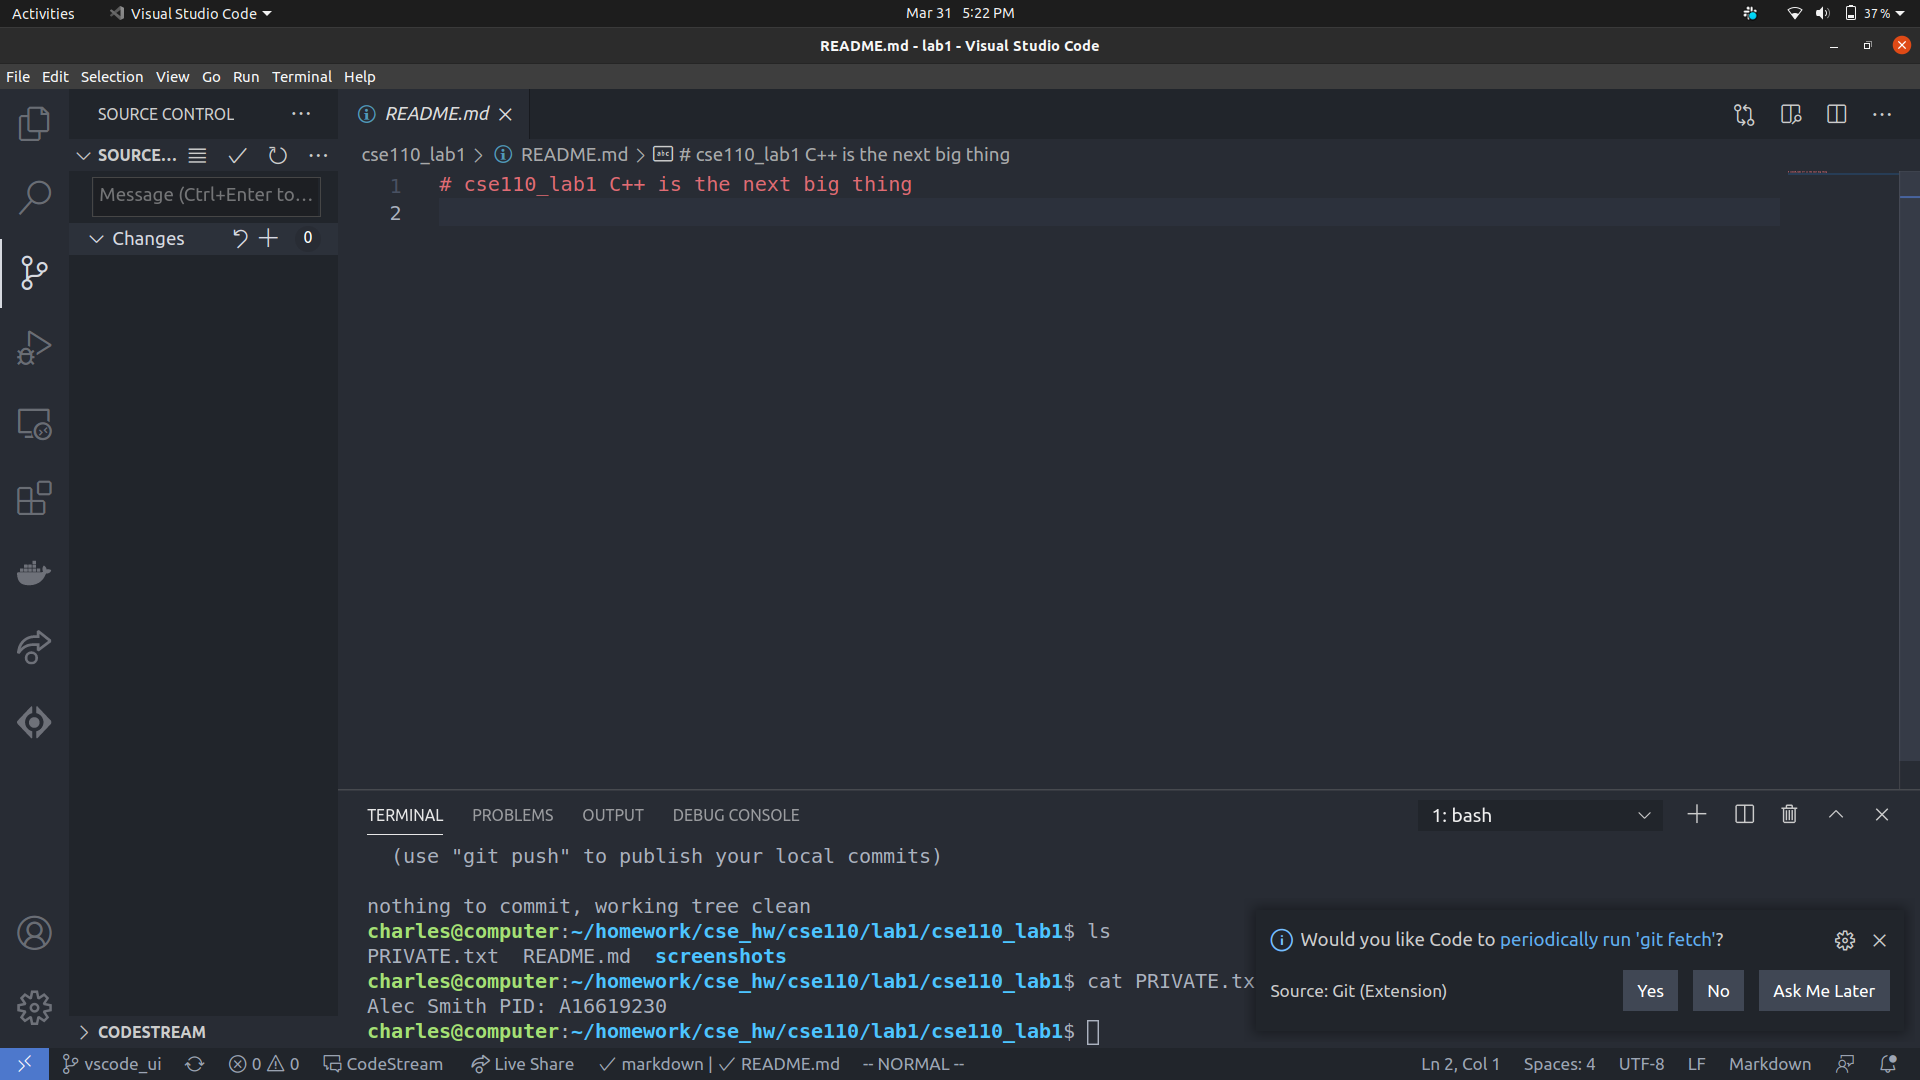 Activities Visual Studio Code Mar 31 5:22 PM 37 %
README.md - lab1 - Visual Studio Code
File Edit Selection View Go Run Terminal Help
SOURCE CONTROL ···
README.md
SOURCE... ···
cse110_lab1 > README.md > abc # cse110_lab1 C++ is the next big thing
Message (Ctrl+Enter to...
1 # cse110_lab1 C++ is the next big thing
2
Changes 0
TERMINAL PROBLEMS OUTPUT DEBUG CONSOLE 1: bash
(use "git push" to publish your local commits)
nothing to commit, working tree clean
charles@computer:~/homework/cse_hw/cse110/lab1/cse110_lab1$ ls
PRIVATE.txt README.md screenshots
charles@computer:~/homework/cse_hw/cse110/lab1/cse110_lab1$ cat PRIVATE.tx
Alec Smith PID: A16619230
charles@computer:~/homework/cse_hw/cse110/lab1/cse110_lab1$
Would you like Code to periodically run 'git fetch'?
Source: Git (Extension) Yes No Ask Me Later
CODESTREAM
vscode_ui 0 0 CodeStream Live Share markdown | README.md -- NORMAL -- Ln 2, Col 1 Spaces: 4 UTF-8 LF Markdown